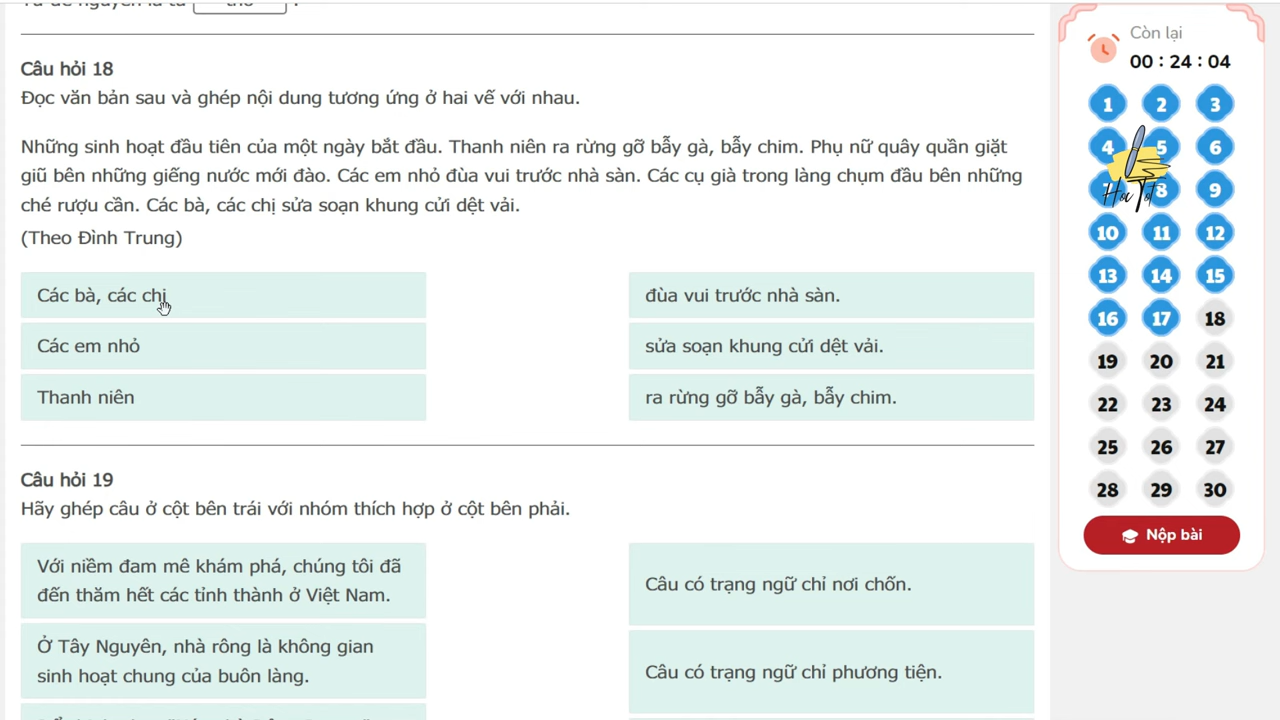 Câu hỏi 18
Đọc văn bản sau và ghép nội dung tương ứng ở hai vế với nhau.
Những sinh hoạt đầu tiên của một ngày bắt đầu. Thanh niên ra rừng gỡ bẫy gà, bẫy chim. Phụ nữ quây quần giặt
giũ bên những giếng nước mới đào. Các em nhỏ đùa vui trước nhà sàn. Các cụ già trong làng chụm đầu bên những
ché rượu cần. Các bà, các chị sửa soạn khung cửi dệt vải.
(Theo Đình Trung)
Các bà, các chị
đùa vui trước nhà sàn.
Các em nhỏ
sửa soạn khung cửi dệt vải.
Thanh niên
ra rừng gỡ bẫy gà, bẫy chim.
Câu hỏi 19
Hãy ghép câu ở cột bên trái với nhóm thích hợp ở cột bên phải.
Với niềm đam mê khám phá, chúng tôi đã
đến thăm hết các tỉnh thành ở Việt Nam.
Câu có trạng ngữ chỉ nơi chốn.
Ở Tây Nguyên, nhà rông là không gian
sinh hoạt chung của buôn làng.
Câu có trạng ngữ chỉ phương tiện.
Còn lại
00 : 24 : 04
1 2 3
4 5 6
7 8 9
Học Tốt
10 11 12
13 14 15
16 17 18
19 20 21
22 23 24
25 26 27
28 29 30
Nộp bài